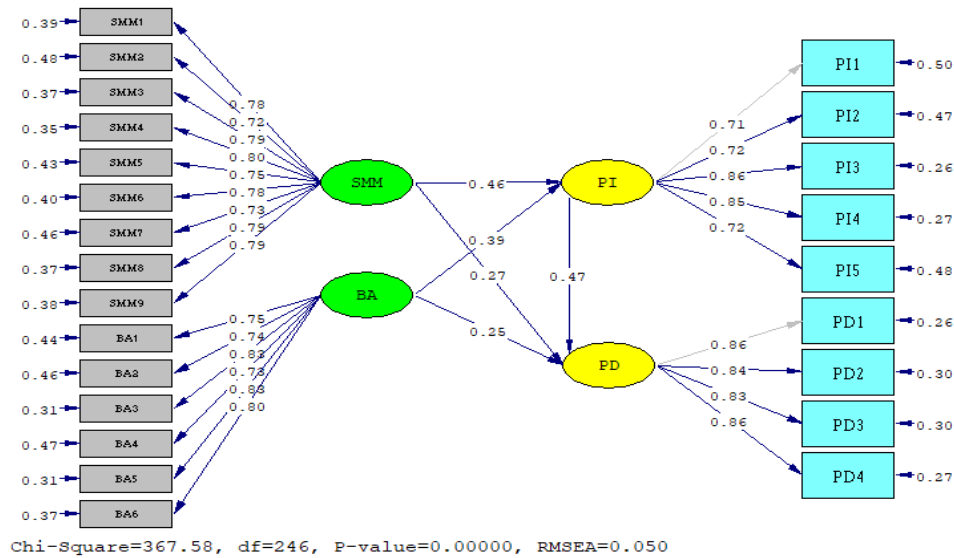 0.39 SMM1
0.48 SMM2
0.37 SMM3
0.35 SMM4
0.43 SMM5
0.40 SMM6
0.46 SMM7
0.37 SMM8
0.38 SMM9
0.44 BA1
0.46 BA2
0.31 BA3
0.47 BA4
0.31 BA5
0.37 BA6
0.78
0.72
0.79
0.80
0.75
0.78
0.73
0.79
0.79
0.75
0.74
0.83
0.73
0.83
0.80
SMM
BA
0.46
0.39
0.27
0.47
0.25
PI
PD
0.71
0.72
0.86
0.85
0.72
0.86
0.84
0.83
0.86
PI1 0.50
PI2 0.47
PI3 0.26
PI4 0.27
PI5 0.48
PD1 0.26
PD2 0.30
PD3 0.30
PD4 0.27
Chi-Square=367.58, df=246, P-value=0.00000, RMSEA=0.050